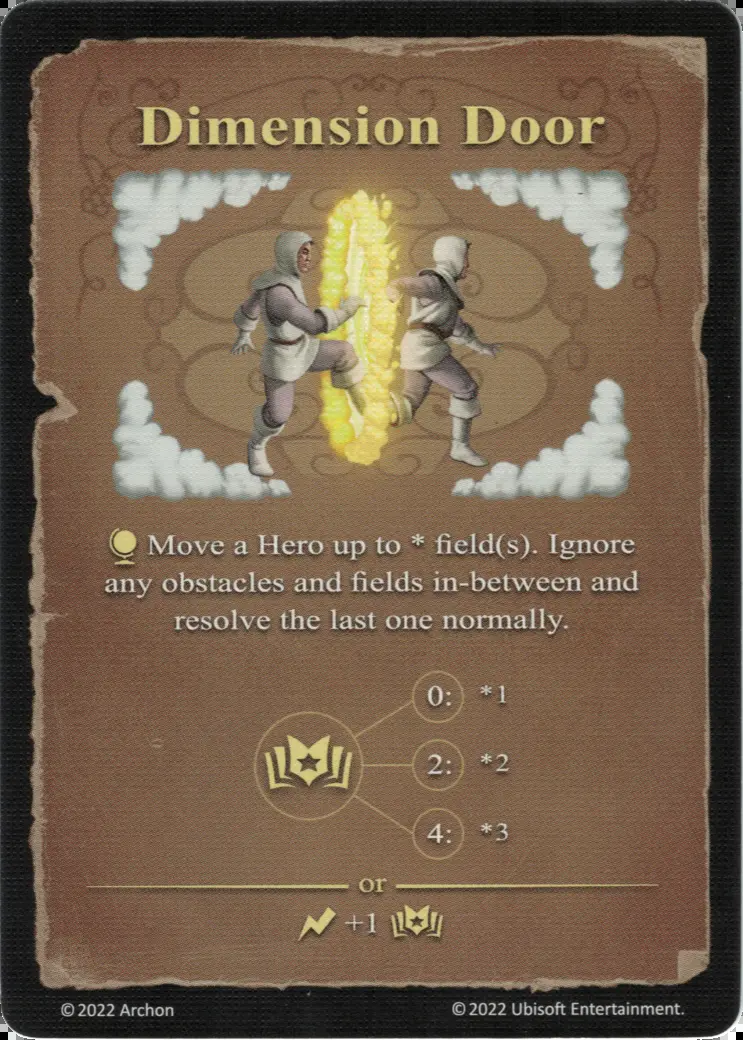 Dimension Door
Move a Hero up to * field(s). Ignore
any obstacles and fields in-between and
resolve the last one normally.
0: *1
2: *2
4: *3
or
+1
© 2022 Archon
© 2022 Ubisoft Entertainment.